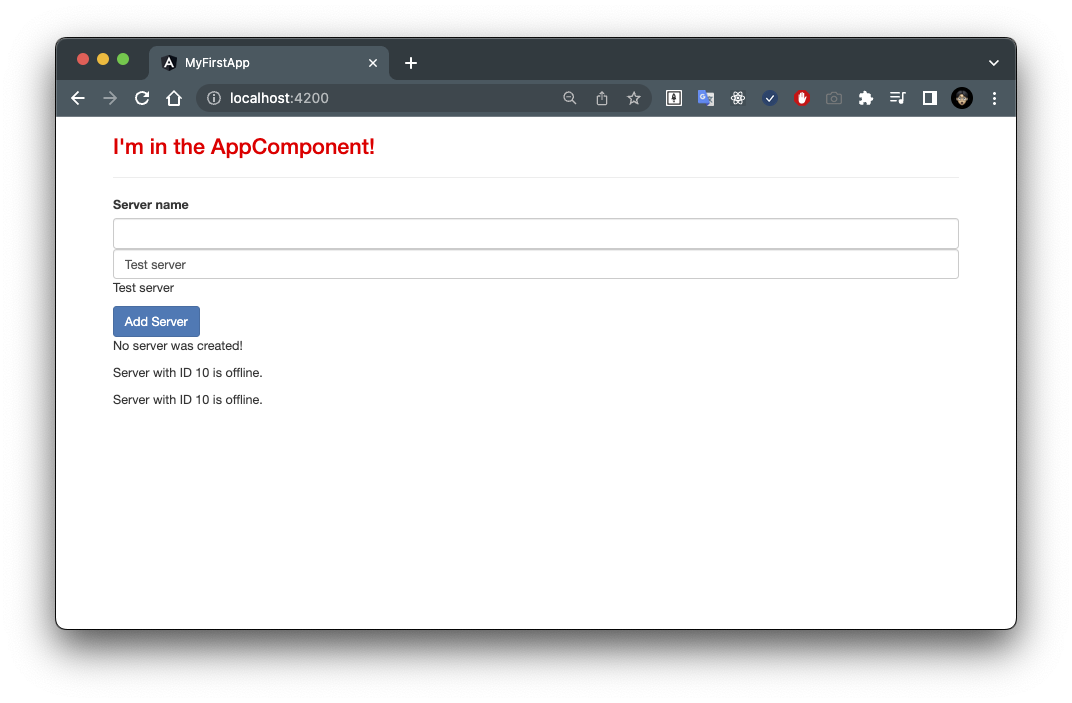 MyFirstApp
localhost:4200
I'm in the AppComponent!
Server name
Test server
Test server
Add Server
No server was created!
Server with ID 10 is offline.
Server with ID 10 is offline.